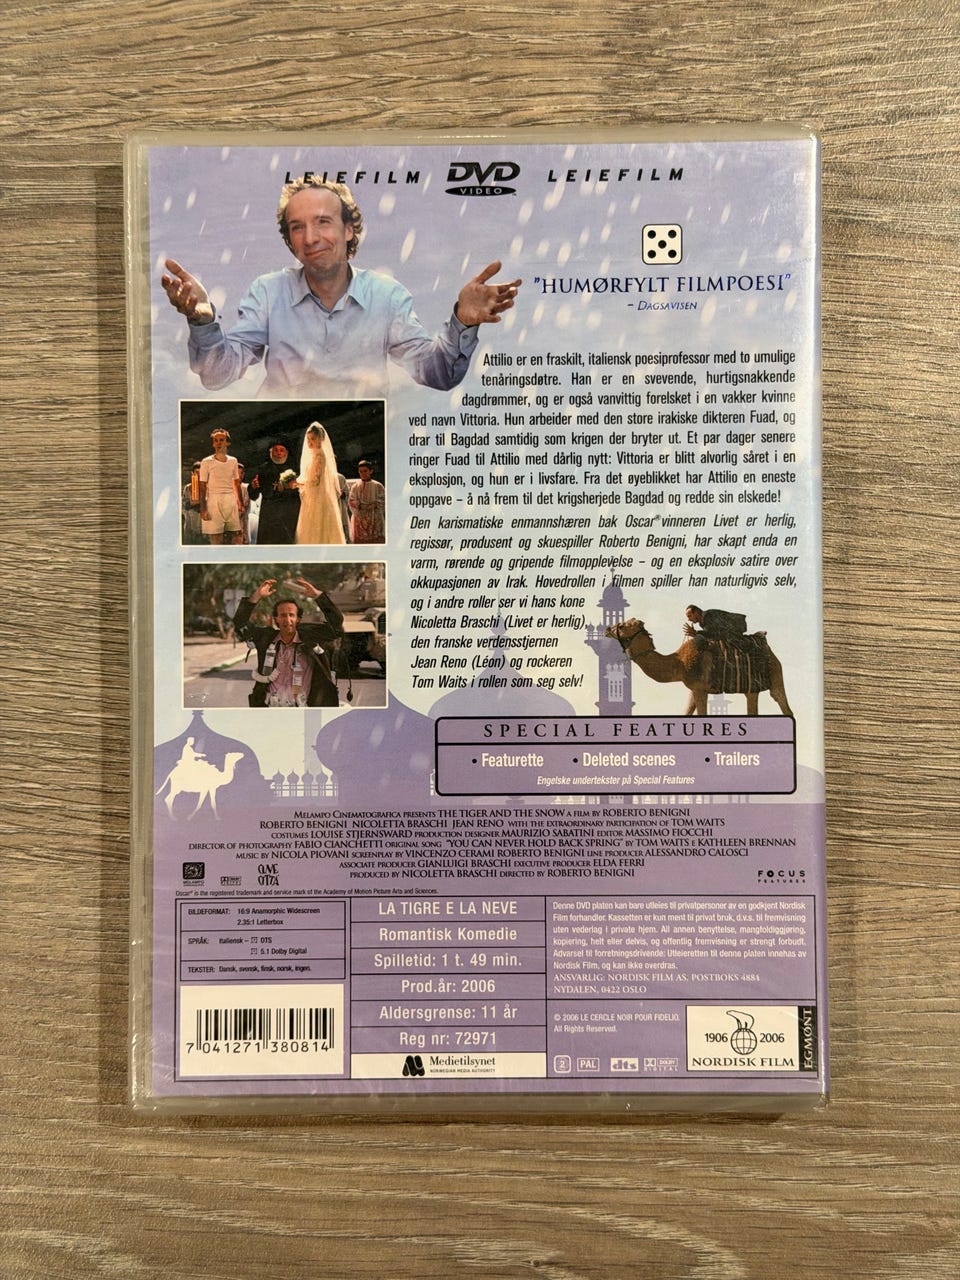 LEIEFILM DVD VIDEO LEIEFILM
"HUMØRFYLT FILMPOESI"
– DAGSAVISEN
Attilio er en fraskilt, italiensk poesiprofessor med to umulige
tenåringsdøtre. Han er en svevende, hurtigsnakkende
dagdrømmer, og er også vanvittig forelsket i en vakker kvinne
ved navn Vittoria. Hun arbeider med den store irakiske dikteren Fuad, og
drar til Bagdad samtidig som krigen der bryter ut. Et par dager senere
ringer Fuad til Attilio med dårlig nytt: Vittoria er blitt alvorlig såret i en
eksplosjon, og hun er i livsfare. Fra det øyeblikket har Attilio en eneste
oppgave – å nå frem til det krigsherjede Bagdad og redde sin elskede!
Den karismatiske enmannshæren bak Oscar®vinneren Livet er herlig,
regissør, produsent og skuespiller Roberto Benigni, har skapt enda en
varm, rørende og gripende filmopplevelse – og en eksplosiv satire over
okkupasjonen av Irak. Hovedrollen i filmen spiller han naturligvis selv,
og i andre roller ser vi hans kone
Nicoletta Braschi (Livet er herlig),
den franske verdensstjernen
Jean Reno (Léon) og rockeren
Tom Waits i rollen som seg selv!
SPECIAL FEATURES
• Featurette • Deleted scenes • Trailers
Engelske undertekster på Special Features
MELAMPO CINEMATOGRAFICA PRESENTS THE TIGER AND THE SNOW A FILM BY ROBERTO BENIGNI
ROBERTO BENIGNI NICOLETTA BRASCHI JEAN RENO WITH THE EXTRAORDINARY PARTICIPATION OF TOM WAITS
COSTUMES LOUISE STJERNSWARD PRODUCTION DESIGNER MAURIZIO SABATINI EDITOR MASSIMO FIOCCHI
DIRECTOR OF PHOTOGRAPHY FABIO CIANCHETTI ORIGINAL SONG "YOU CAN NEVER HOLD BACK SPRING" BY TOM WAITS E KATHLEEN BRENNAN
MUSIC BY NICOLA PIOVANI SCREENPLAY BY VINCENZO CERAMI ROBERTO BENIGNI LINE PRODUCER ALESSANDRO CALOSCI
ASSOCIATE PRODUCER GIANLUIGI BRASCHI EXECUTIVE PRODUCER ELDA FERRI
PRODUCED BY NICOLETTA BRASCHI DIRECTED BY ROBERTO BENIGNI
MELAMPO
FOCUS
FEATURES
Oscar® is the registered trademark and service mark of the Academy of Motion Picture Arts and Sciences.
BILDEFORMAT: 16:9 Anamorphic Widescreen
2.35:1 Letterbox
SPRÅK: Italiensk – DTS
5.1 Dolby Digital
TEKSTER: Dansk, svensk, finsk, norsk, ingen.
7 041271 380814
LA TIGRE E LA NEVE
Romantisk Komedie
Spilletid: 1 t. 49 min.
Prod.år: 2006
Aldersgrense: 11 år
Reg nr: 72971
Medietilsynet
NORWEGIAN MEDIA AUTHORITY
Denne DVD platen kan bare utleies til privatpersoner av en godkjent Nordisk
Film forhandler. Kassetten er kun ment til privat bruk, d.v.s. til fremvisning
uten vederlag i private hjem. All annen benyttelse, mangfoldiggjøring,
kopiering, helt eller delvis, og offentlig fremvisning er strengt forbudt.
Advarsel til forretningsdrivende: Utleieretten til denne platen innehas av
Nordisk Film, og kan ikke overdras.
ANSVARLIG: NORDISK FILM AS, POSTBOKS 4884
NYDALEN, 0422 OSLO
© 2006 LE CERCLE NOIR POUR FIDELIO.
All Rights Reserved.
2 PAL dts DOLBY DIGITAL
1906 2006
NORDISK FILM
EGMONT